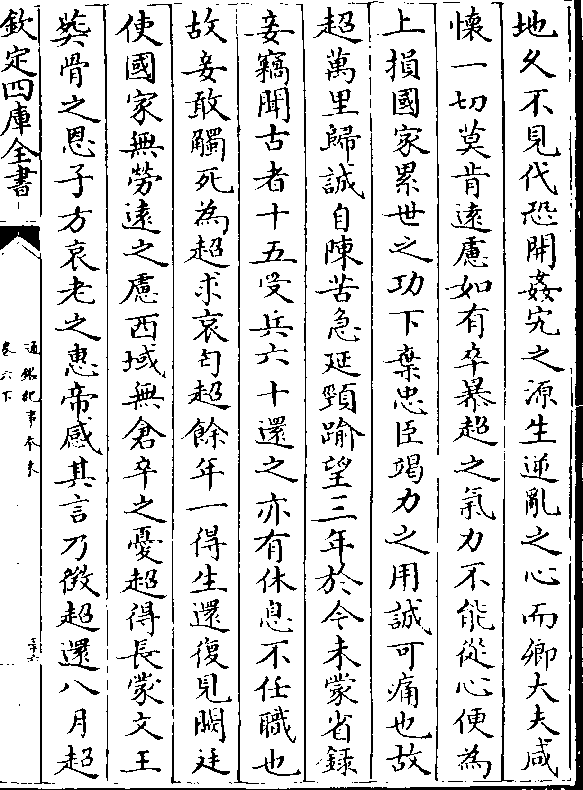 地久不見代恐開姦宄之源生逆亂之心而卿大夫咸
懷一切莫肯遠慮如有卒暴超之氣力不能從心便為
上損國家累世之功下棄忠臣竭力之用誠可痛也故
超萬里歸誠自陳苦急延頸踰望三年於今未蒙省録
妾竊聞古者十五受兵六十還之亦有休息不任職也
故妾敢觸死為超求哀匄超餘年一得生還復見闕廷
使國家無勞逺之慮西域無倉卒之憂超得長蒙文王
葬骨之恩子方哀老之惠帝感其言乃徴超還八月超
欽定四庫全書
通鑑紀事本末
卷六下
三十六